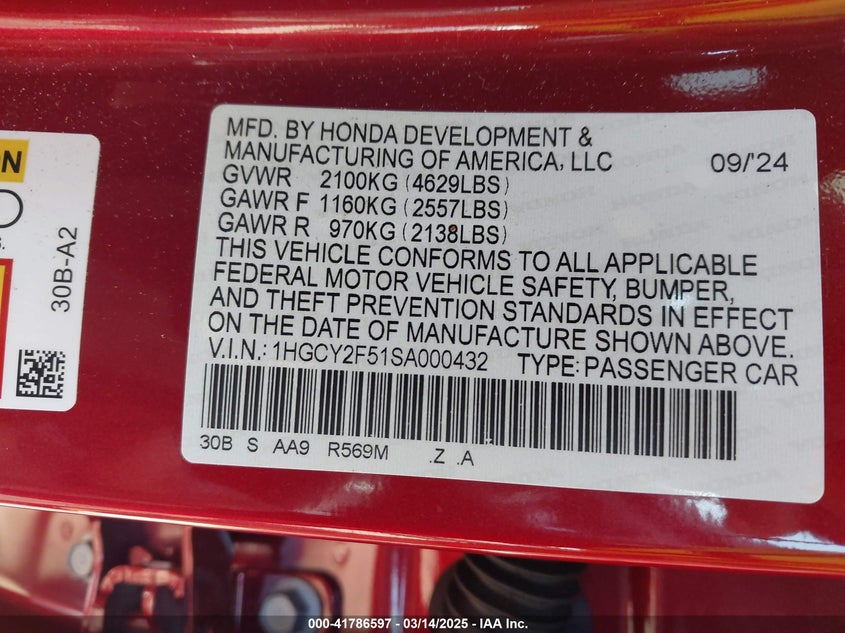 MFD. BY HONDA DEVELOPMENT &
MANUFACTURING OF AMERICA, LLC 09/'24
GVWR 2100KG (4629LBS)
GAWR F 1160KG (2557LBS)
GAWR R 970KG (2138LBS)
THIS VEHICLE CONFORMS TO ALL APPLICABLE
FEDERAL MOTOR VEHICLE SAFETY, BUMPER,
AND THEFT PREVENTION STANDARDS IN EFFECT
ON THE DATE OF MANUFACTURE SHOWN ABOVE.
V.I.N.: 1HGCY2F51SA000432 TYPE: PASSENGER CAR
30B S AA9 R569M .Z .A
30B-A2
000-41786597 - 03/14/2025 - IAA Inc.